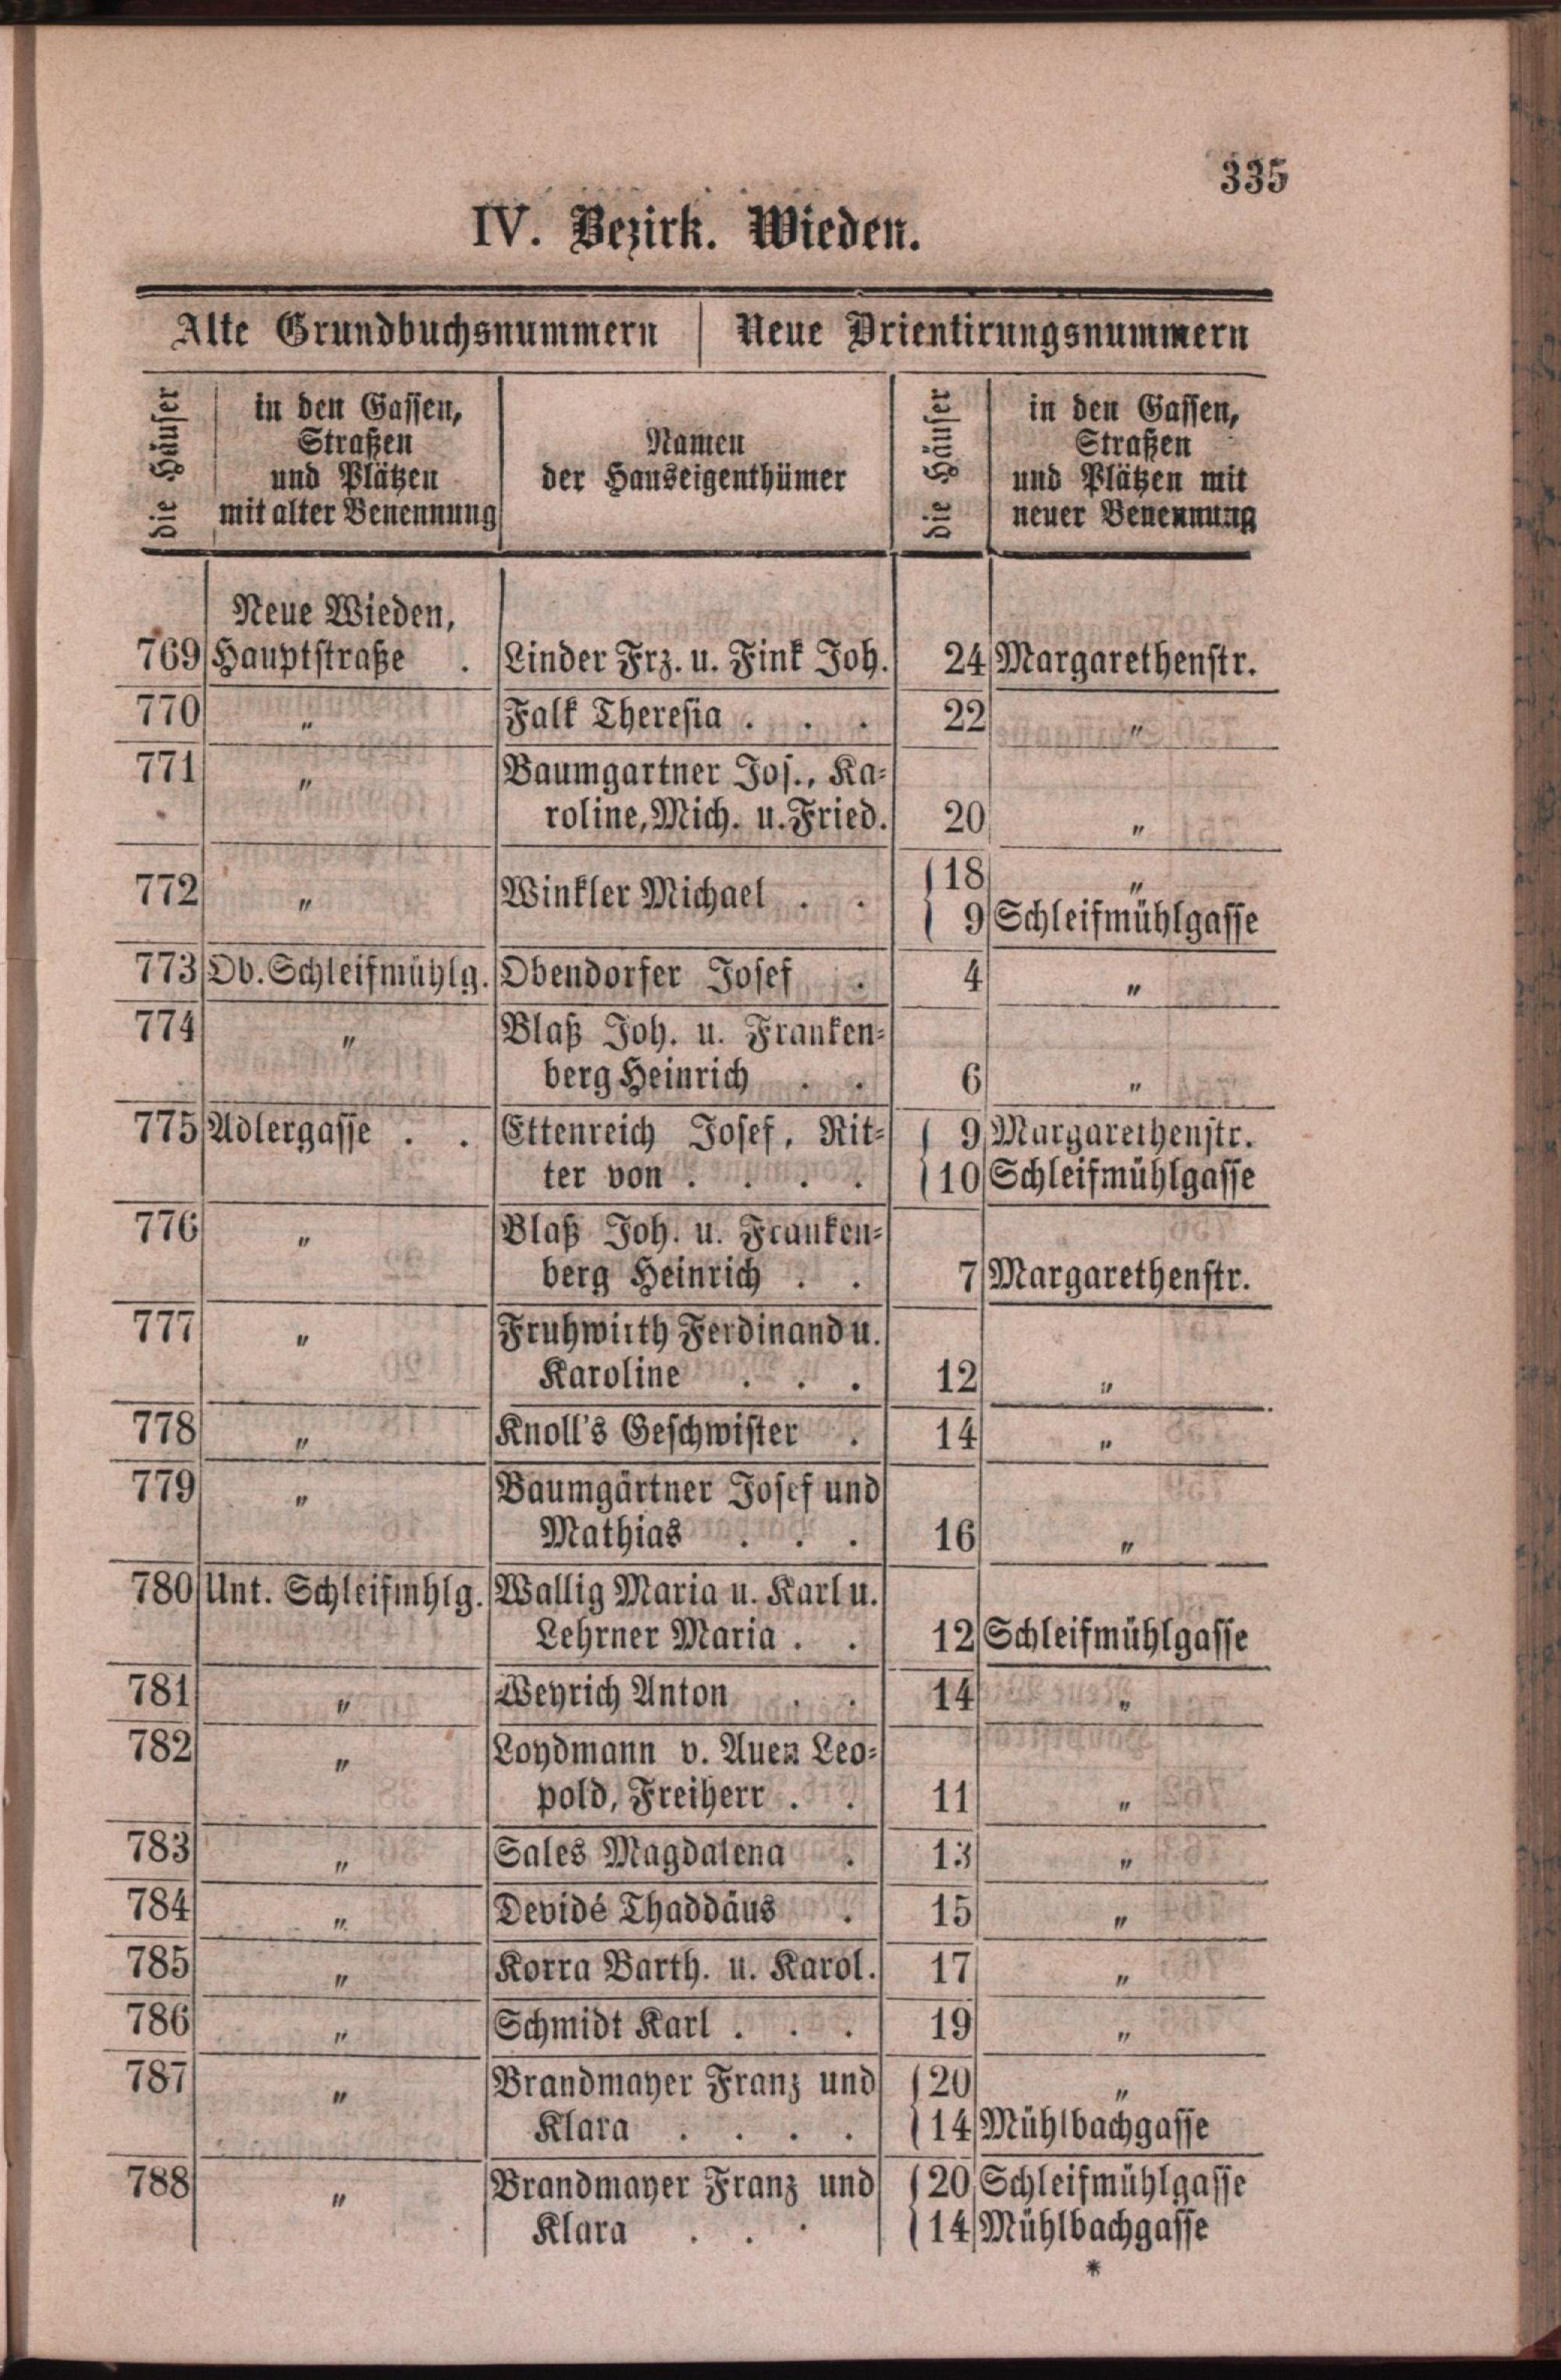 335
IV. Bezirk. Wieden.
Alte Grundbuchsnummern | Neue Orientirungsnummern
die Häuser
in den Gassen,
Straßen
und Plätzen
mit alter Benennung
Namen
der Hauseigenthümer
die Häuser
in den Gassen,
Straßen
und Plätzen mit
neuer Benennung
Neue Wieden,
769 Hauptstraße . Linder Frz. u. Fink Joh. 24 Margarethenstr.
770 " Falk Theresia . . . 22 "
771 " Baumgartner Jos., Ka-
roline, Mich. u. Fried. 20 "
772 " Winkler Michael . . { 18 "
{ 9 Schleifmühlgasse
773 Ob. Schleifmühlg. Obendorfer Josef . 4 "
774 " Blaß Joh. u. Franken-
berg Heinrich . . 6 "
775 Adlergasse . . Ettenreich Josef, Rit- { 9 Margarethenstr.
ter von . . . . { 10 Schleifmühlgasse
776 " Blaß Joh. u. Franken-
berg Heinrich . . 7 Margarethenstr.
777 " Fruhwirth Ferdinand u.
Karoline . . . 12 "
778 " Knoll's Geschwister . 14 "
779 " Baumgärtner Josef und
Mathias . . . 16 "
780 Unt. Schleifmhlg. Wallig Maria u. Karl u.
Lehrner Maria . . 12 Schleifmühlgasse
781 " Weyrich Anton . . 14 "
782 " Loydmann v. Auen Leo-
pold, Freiherr . . 11 "
783 " Sales Magdalena . 13 "
784 " Devidé Thaddäus . 15 "
785 " Korra Barth. u. Karol. 17 "
786 " Schmidt Karl . . . 19 "
787 " Brandmayer Franz und { 20 "
Klara . . . . { 14 Mühlbachgasse
788 " Brandmayer Franz und { 20 Schleifmühlgasse
Klara . . . { 14 Mühlbachgasse
*